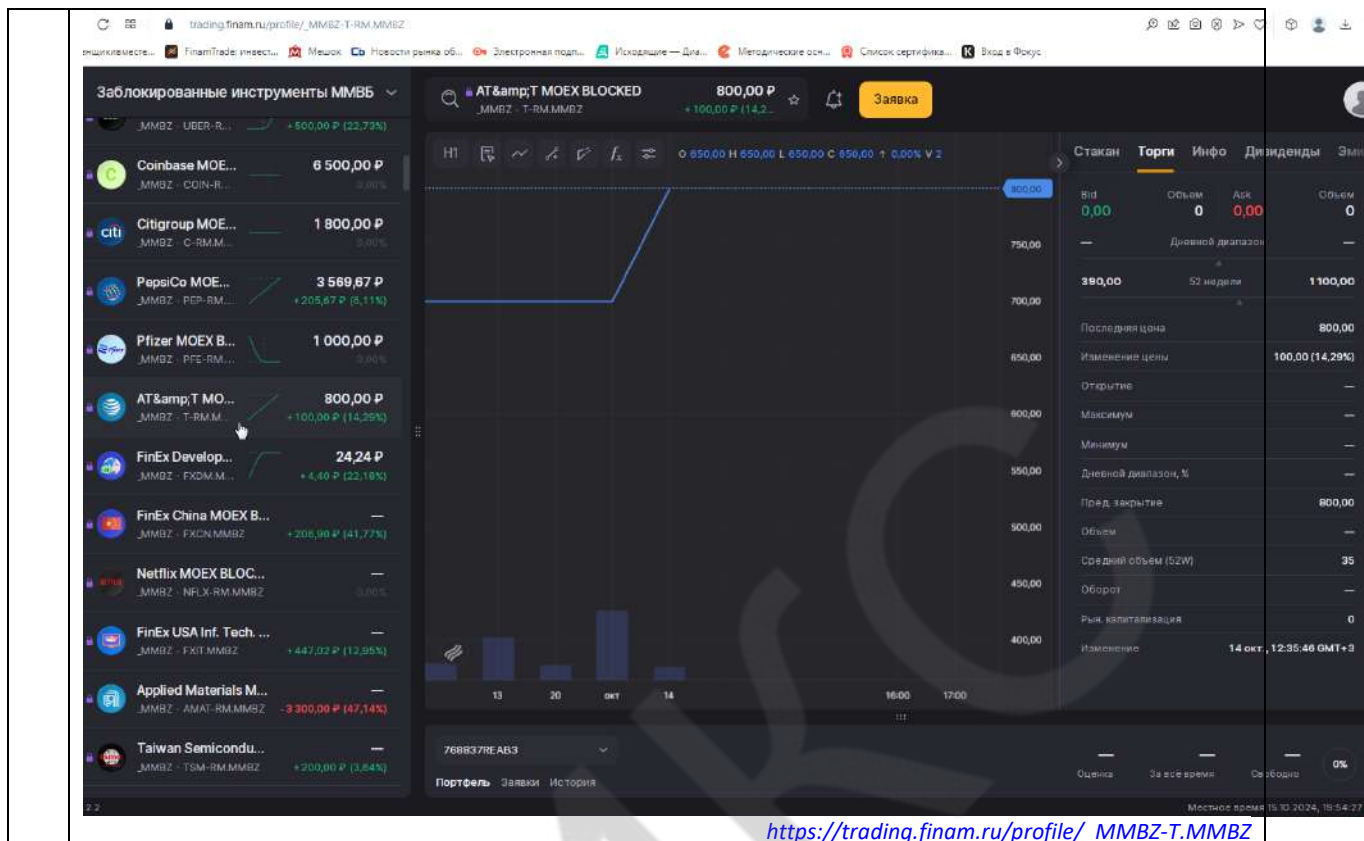 trading.finam.ru/profile/_MMBZ-T-RM.MMBZ
енщикивместе... FinamTrade: инвест... Мешок Сь Новости рынка об... Электронная подп... Исходящие — Диа... Методические осн... Список сертифика... Вход в Фокус
Заблокированные инструменты ММВБ
_MMBZ · UBER-R... +500,00 ₽ (22,73%)
Coinbase MOE... 6 500,00 ₽
_MMBZ · COIN-R... 0,00%
citi Citigroup MOE... 1 800,00 ₽
_MMBZ · C-RM.M... 0,00%
PepsiCo MOE... 3 569,67 ₽
_MMBZ · PEP-RM.... +205,67 ₽ (6,11%)
Pfizer MOEX B... 1 000,00 ₽
_MMBZ · PFE-RM.... 0,00%
AT&amp;T MO... 800,00 ₽
_MMBZ · T-RM.M... +100,00 ₽ (14,29%)
FinEx Develop... 24,24 ₽
_MMBZ · FXDM.M... +4,40 ₽ (22,18%)
FinEx China MOEX B... —
_MMBZ · FXCN.MMBZ +206,90 ₽ (41,77%)
Netflix MOEX BLOC... —
_MMBZ · NFLX-RM.MMBZ 0,00%
FinEx USA Inf. Tech. ... —
_MMBZ · FXIT.MMBZ +447,02 ₽ (12,95%)
Applied Materials M... —
_MMBZ · AMAT-RM.MMBZ -3 300,00 ₽ (47,14%)
Taiwan Semicondu... —
_MMBZ · TSM-RM.MMBZ +200,00 ₽ (3,64%)
2.2
AT&amp;T MOEX BLOCKED 800,00 ₽
_MMBZ · T-RM.MMBZ +100,00 ₽ (14,2...
Заявка
H1 O 650,00 H 650,00 L 650,00 C 650,00 ↑ 0,00% V 2
800,00
750,00
700,00
650,00
600,00
550,00
500,00
450,00
400,00
13 20 окт 14 16:00 17:00
768837REAB3
Портфель Заявки История
Стакан Торги Инфо Дивиденды Эми
Bid Объем Ask Объем
0,00 0 0,00 0
— Дневной диапазон —
390,00 52 недели 1100,00
Последняя цена 800,00
Изменение цены 100,00 (14,29%)
Открытие —
Максимум —
Минимум —
Дневной диапазон, % —
Пред. закрытие 800,00
Объем —
Средний объем (52W) 35
Оборот —
Рын. капитализация 0
Изменение 14 окт., 12:35:46 GMT+3
— — — 0%
Оценка За всё время Свободно
Местное время 15.10.2024, 15:54:27
https://trading.finam.ru/profile/_MMBZ-T.MMBZ